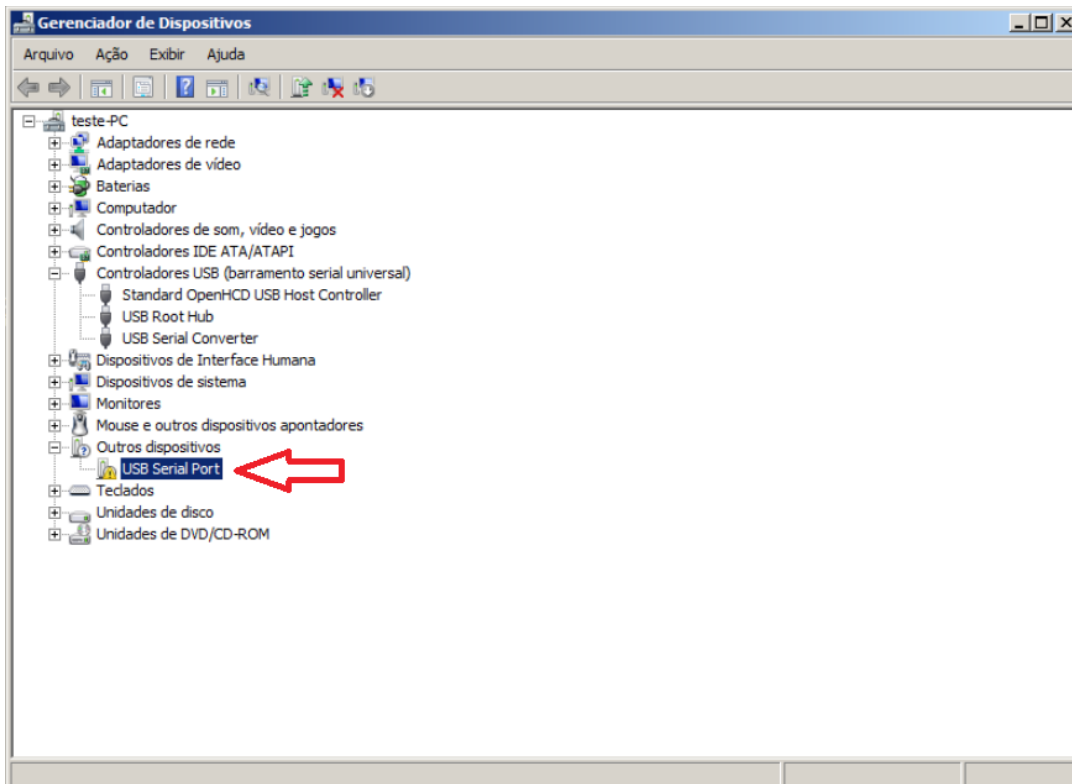 Gerenciador de Dispositivos
Arquivo Ação Exibir Ajuda
teste-PC
Adaptadores de rede
Adaptadores de vídeo
Baterias
Computador
Controladores de som, vídeo e jogos
Controladores IDE ATA/ATAPI
Controladores USB (barramento serial universal)
Standard OpenHCD USB Host Controller
USB Root Hub
USB Serial Converter
Dispositivos de Interface Humana
Dispositivos de sistema
Monitores
Mouse e outros dispositivos apontadores
Outros dispositivos
USB Serial Port
Teclados
Unidades de disco
Unidades de DVD/CD-ROM